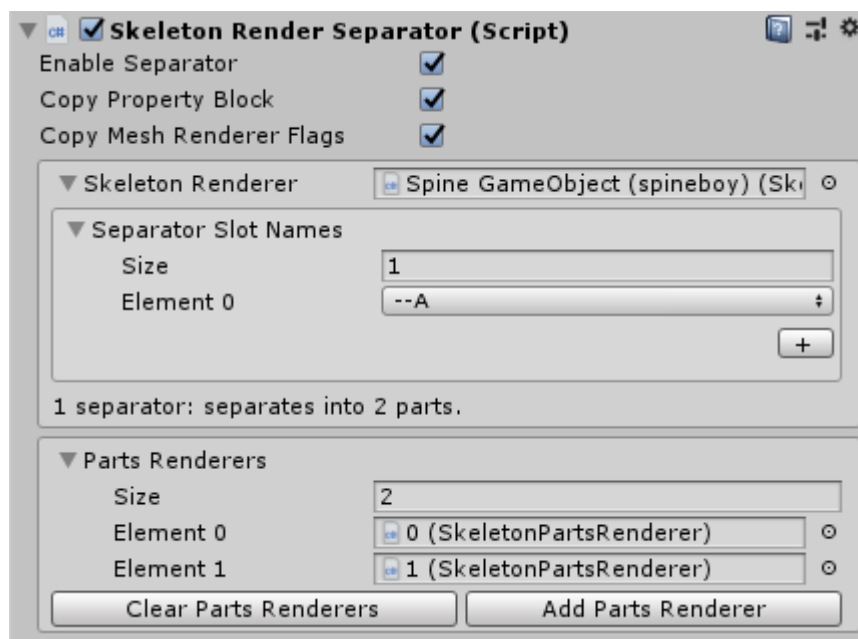 Skeleton Render Separator (Script)
Enable Separator
Copy Property Block
Copy Mesh Renderer Flags
Skeleton Renderer Spine GameObject (spineboy) (Sk
Separator Slot Names
Size 1
Element 0 --A
+
1 separator: separates into 2 parts.
Parts Renderers
Size 2
Element 0 0 (SkeletonPartsRenderer)
Element 1 1 (SkeletonPartsRenderer)
Clear Parts Renderers Add Parts Renderer